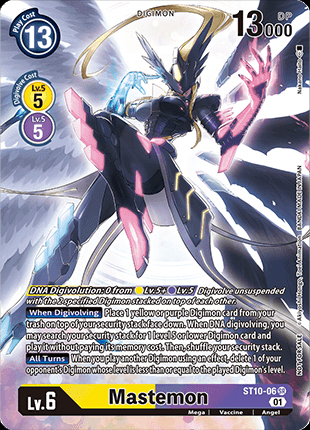 DIGIMON
Play Cost
13
13000
DP
Digivolve Cost
Lv.5
5
Lv.5
5
DNA Digivolution: 0 from Lv.5 + Lv.5 Digivolve unsuspended
with the 2 specified Digimon stacked on top of each other.
When Digivolving Place 1 yellow or purple Digimon card from your
trash on top of your security stack face down. When DNA digivolving, you
may search your security stack for 1 level 5 or lower Digimon card and
play it without paying its memory cost. Then, shuffle your security stack.
All Turns When you play another Digimon using an effect, delete 1 of your
opponent's Digimon whose level is less than or equal to the played Digimon's level.
ST10-06 SR
Lv.6
Mastemon
01
Mega | Vaccine | Angel